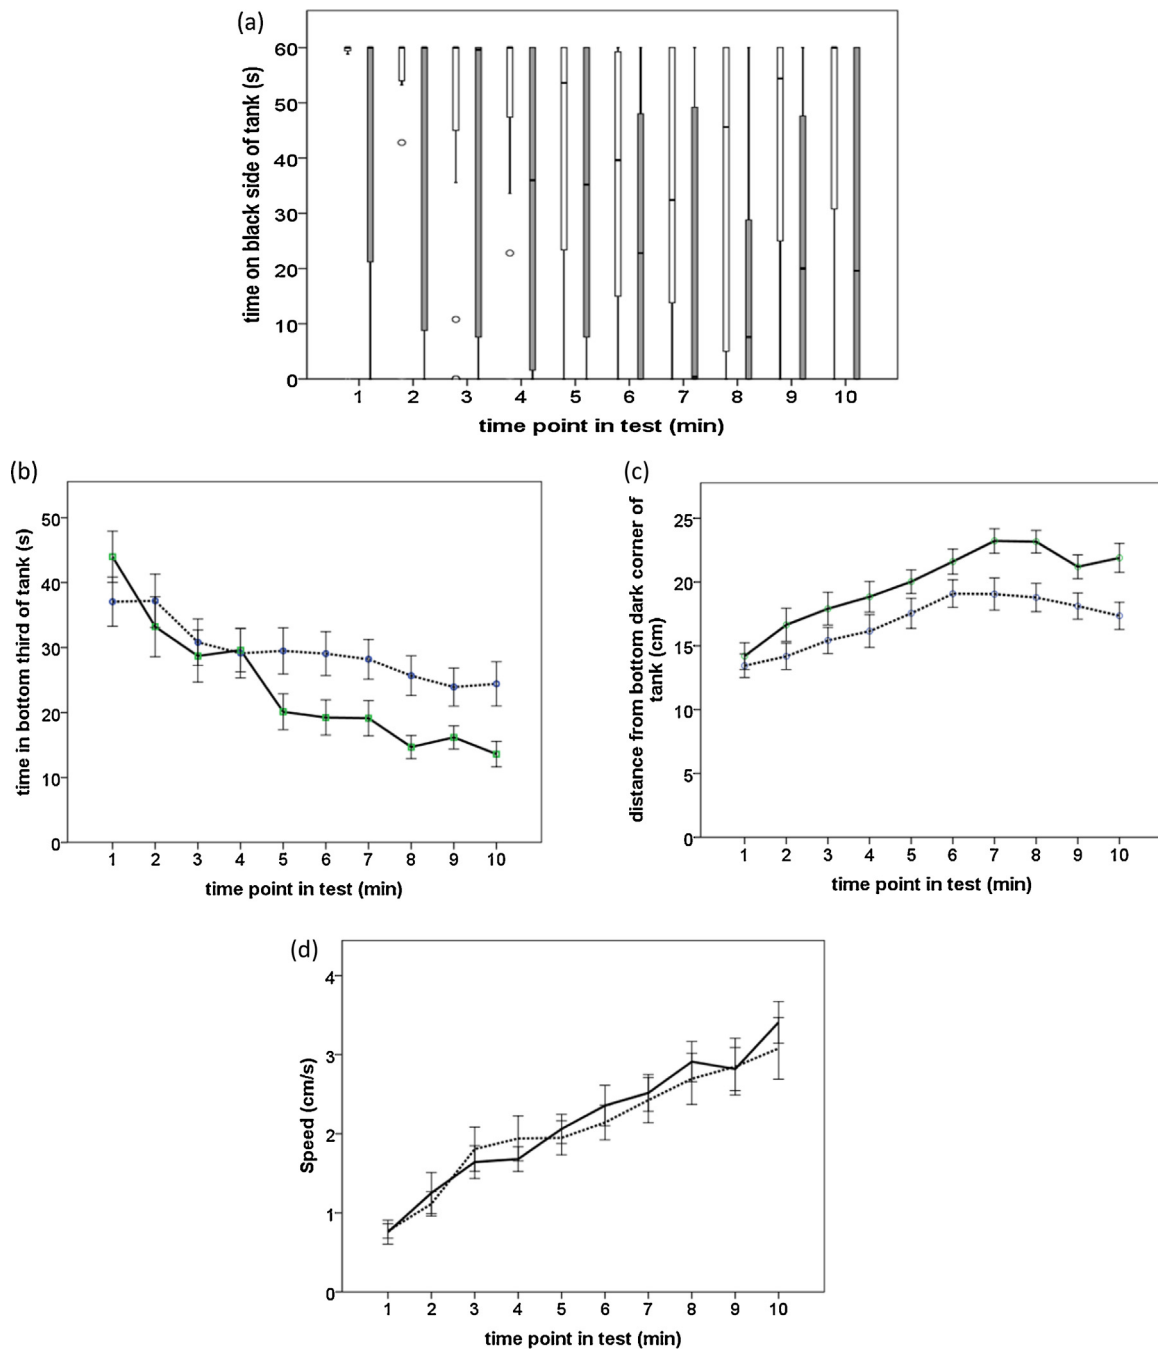 (a)
time on black side of tank (s)
60
50
40
30
20
10
0
1 2 3 4 5 6 7 8 9 10
time point in test (min)
(b)
time in bottom third of tank (s)
50
40
30
20
10
0
1 2 3 4 5 6 7 8 9 10
time point in test (min)
(c)
distance from bottom dark corner of
tank (cm)
25
20
15
10
5
0
1 2 3 4 5 6 7 8 9 10
time point in test (min)
(d)
Speed (cm/s)
4
3
2
1
0
1 2 3 4 5 6 7 8 9 10
time point in test (min)